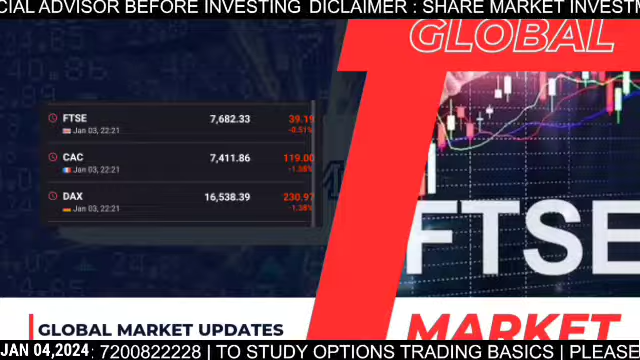 CIAL ADVISOR BEFORE INVESTING DICLAIMER : SHARE MARKET INVESTM
GLOBAL
FTSE 7,682.33 39.19
Jan 03, 22:21 -0.51%
CAC 7,411.86 119.00
Jan 03, 22:21 -1.58%
DAX 16,538.39 230.97
Jan 03, 22:21 -1.38%
FTSE
MARKET
GLOBAL MARKET UPDATES
JAN 04,2024 : 7200822228 | TO STUDY OPTIONS TRADING BASICS | PLEASE